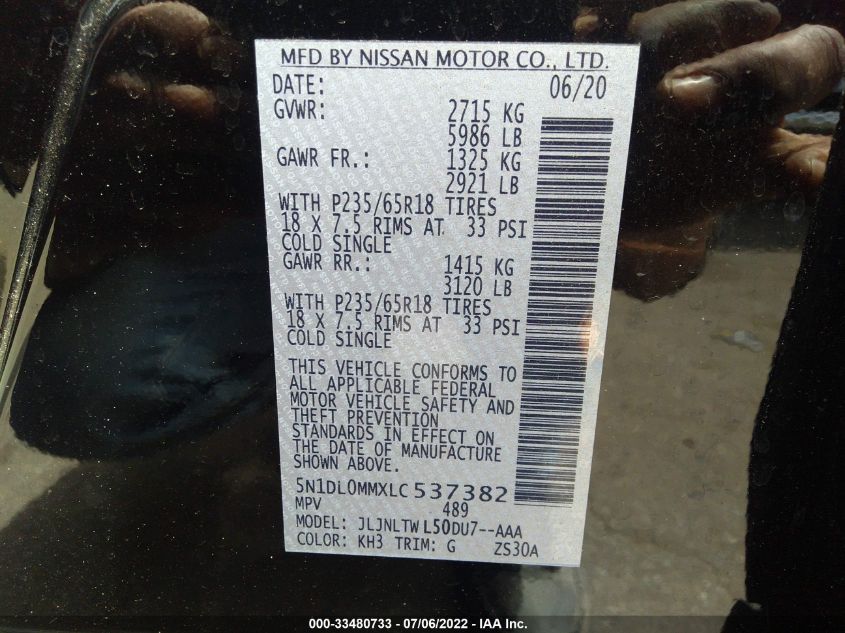 MFD BY NISSAN MOTOR CO., LTD.
DATE: 06/20
GVWR: 2715 KG
5986 LB
GAWR FR.: 1325 KG
2921 LB
WITH P235/65R18 TIRES
18 X 7.5 RIMS AT 33 PSI
COLD SINGLE
GAWR RR.: 1415 KG
3120 LB
WITH P235/65R18 TIRES
18 X 7.5 RIMS AT 33 PSI
COLD SINGLE
THIS VEHICLE CONFORMS TO
ALL APPLICABLE FEDERAL
MOTOR VEHICLE SAFETY AND
THEFT PREVENTION
STANDARDS IN EFFECT ON
THE DATE OF MANUFACTURE
SHOWN ABOVE.
5N1DL0MMXLC537382
MPV 489
MODEL: JLJNLTWL50DU7--AAA
COLOR: KH3 TRIM: G ZS30A
000-33480733 - 07/06/2022 - IAA Inc.